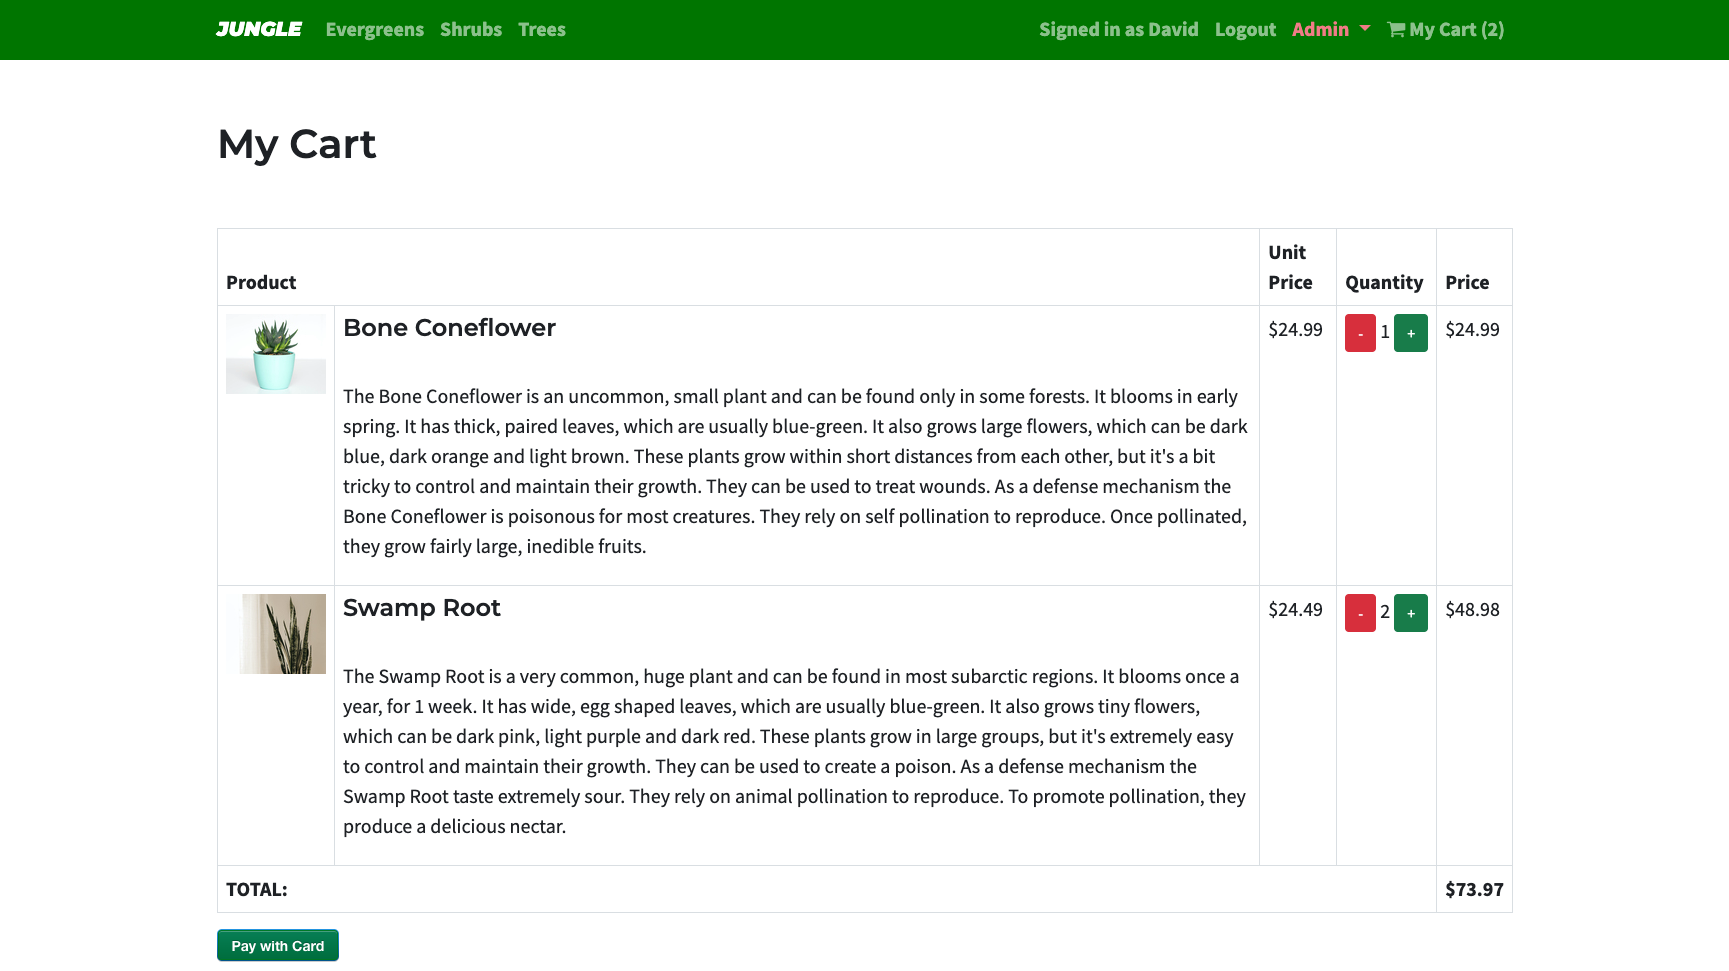 JUNGLE Evergreens Shrubs Trees Signed in as David Logout Admin My Cart (2)
My Cart
Product Unit Price Quantity Price
Bone Coneflower $24.99 - 1 + $24.99
The Bone Coneflower is an uncommon, small plant and can be found only in some forests. It blooms in early
spring. It has thick, paired leaves, which are usually blue-green. It also grows large flowers, which can be dark
blue, dark orange and light brown. These plants grow within short distances from each other, but it's a bit
tricky to control and maintain their growth. They can be used to treat wounds. As a defense mechanism the
Bone Coneflower is poisonous for most creatures. They rely on self pollination to reproduce. Once pollinated,
they grow fairly large, inedible fruits.
Swamp Root $24.49 - 2 + $48.98
The Swamp Root is a very common, huge plant and can be found in most subarctic regions. It blooms once a
year, for 1 week. It has wide, egg shaped leaves, which are usually blue-green. It also grows tiny flowers,
which can be dark pink, light purple and dark red. These plants grow in large groups, but it's extremely easy
to control and maintain their growth. They can be used to create a poison. As a defense mechanism the
Swamp Root taste extremely sour. They rely on animal pollination to reproduce. To promote pollination, they
produce a delicious nectar.
TOTAL: $73.97
Pay with Card